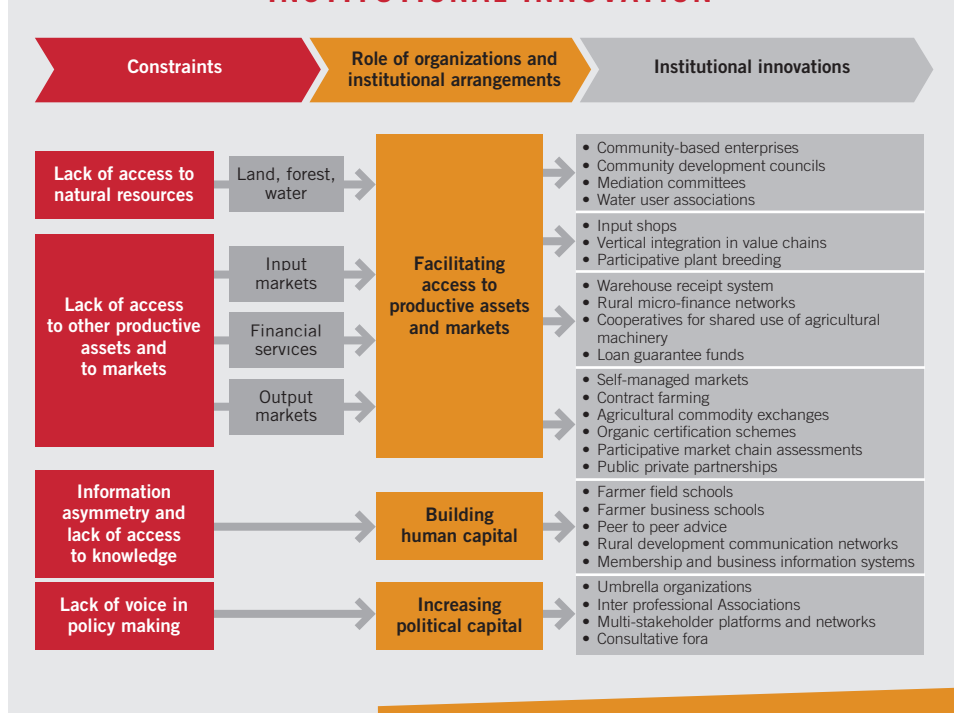 Constraints
Role of organizations and
institutional arrangements
Institutional innovations
Lack of access to
natural resources
Land, forest,
water
Lack of access
to other productive
assets and
to markets
Input
markets
Financial
services
Output
markets
Facilitating
access to
productive assets
and markets
• Community-based enterprises
• Community development councils
• Mediation committees
• Water user associations
• Input shops
• Vertical integration in value chains
• Participative plant breeding
• Warehouse receipt system
• Rural micro-finance networks
• Cooperatives for shared use of agricultural
machinery
• Loan guarantee funds
• Self-managed markets
• Contract farming
• Agricultural commodity exchanges
• Organic certification schemes
• Participative market chain assessments
• Public private partnerships
Information
asymmetry and
lack of access
to knowledge
Building
human capital
• Farmer field schools
• Farmer business schools
• Peer to peer advice
• Rural development communication networks
• Membership and business information systems
Lack of voice in
policy making
Increasing
political capital
• Umbrella organizations
• Inter professional Associations
• Multi-stakeholder platforms and networks
• Consultative fora